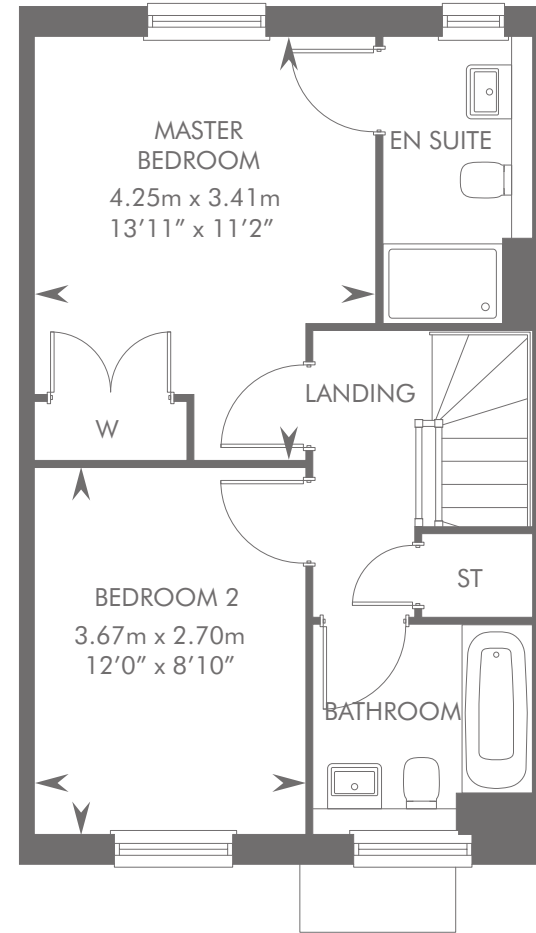 MASTER
BEDROOM
4.25m x 3.41m
13’11” x 11’2”
EN SUITE
LANDING
W
BEDROOM 2
3.67m x 2.70m
12’0” x 8’10”
ST
BATHROOM